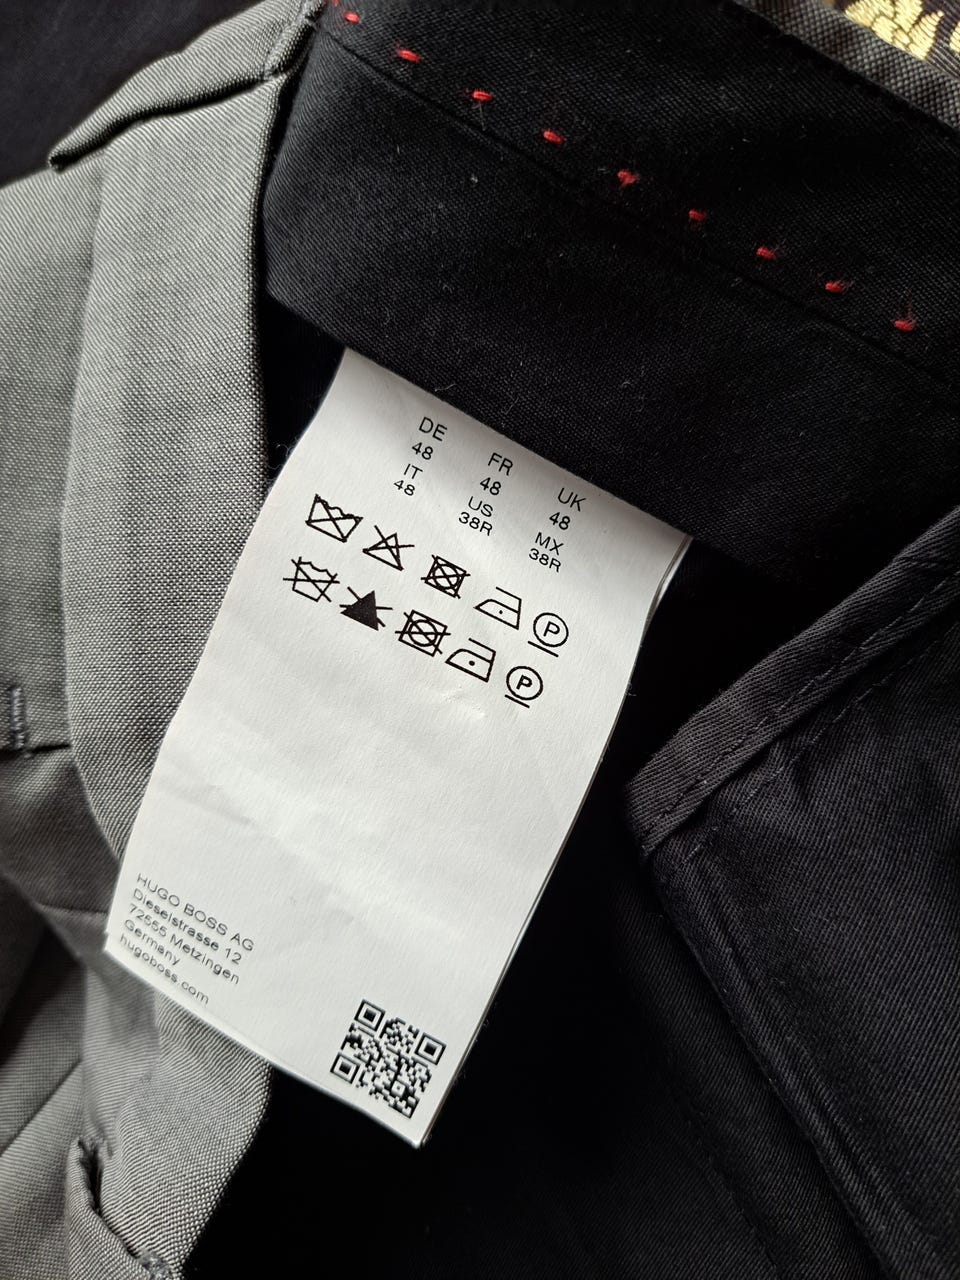 DE FR UK
48 48 48
IT US MX
48 38R 38R
P
P
HUGO BOSS AG
Dieselstrasse 12
72555 Metzingen
Germany
hugoboss.com